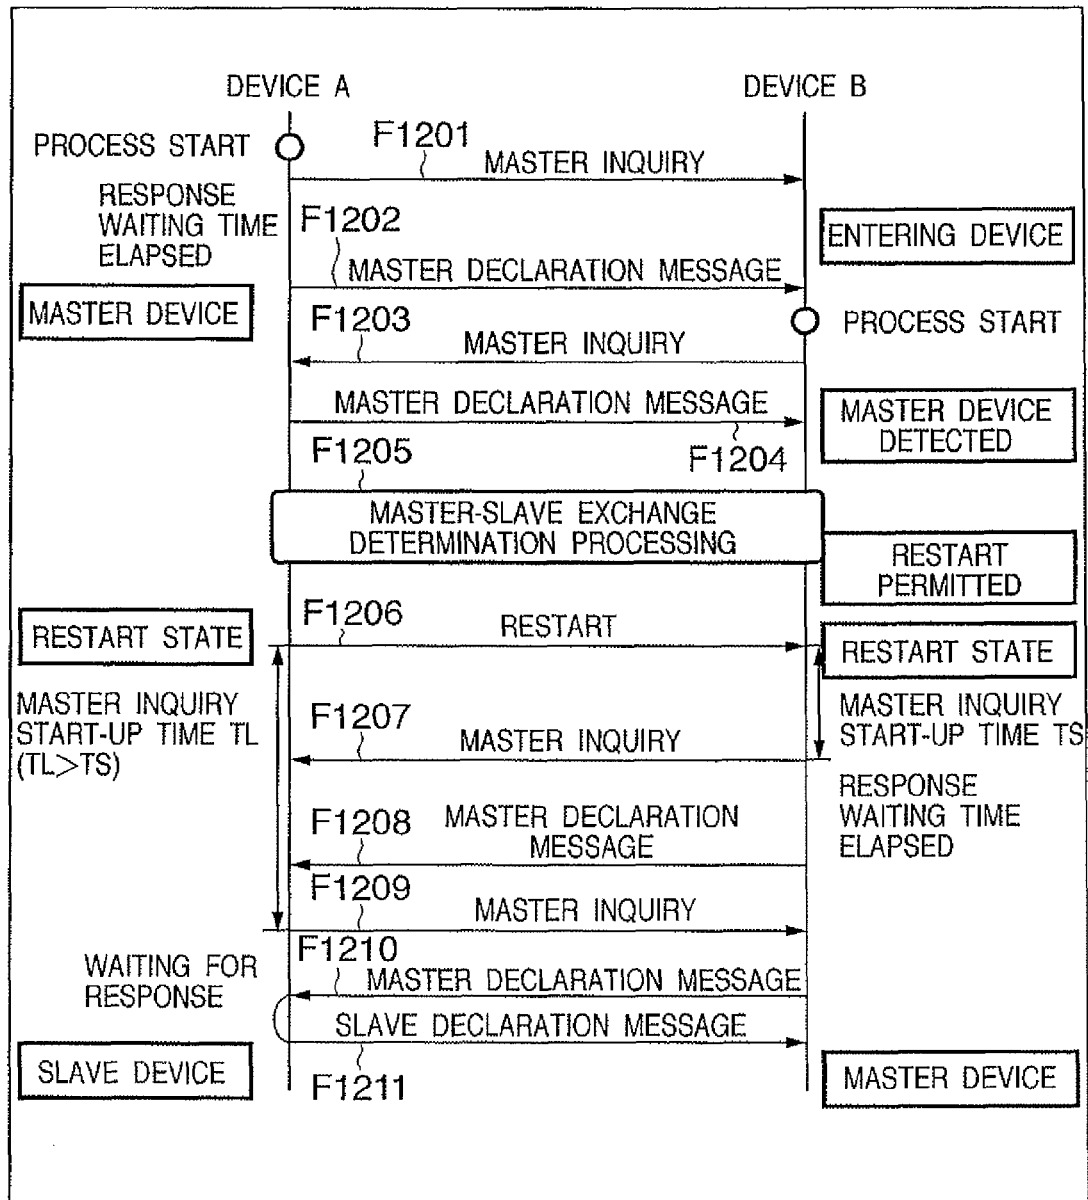 DEVICE A
DEVICE B
PROCESS START
F1201
MASTER INQUIRY
RESPONSE
WAITING TIME
ELAPSED
F1202
ENTERING DEVICE
MASTER DECLARATION MESSAGE
MASTER DEVICE
F1203
PROCESS START
MASTER INQUIRY
MASTER DECLARATION MESSAGE
MASTER DEVICE
DETECTED
F1204
F1205
MASTER-SLAVE EXCHANGE
DETERMINATION PROCESSING
RESTART
PERMITTED
F1206
RESTART
RESTART STATE
RESTART STATE
MASTER INQUIRY
START-UP TIME TL
(TL>TS)
F1207
MASTER INQUIRY
MASTER INQUIRY
START-UP TIME TS
RESPONSE
WAITING TIME
ELAPSED
F1208
MASTER DECLARATION
MESSAGE
F1209
MASTER INQUIRY
F1210
WAITING FOR
RESPONSE
MASTER DECLARATION MESSAGE
SLAVE DECLARATION MESSAGE
SLAVE DEVICE
F1211
MASTER DEVICE